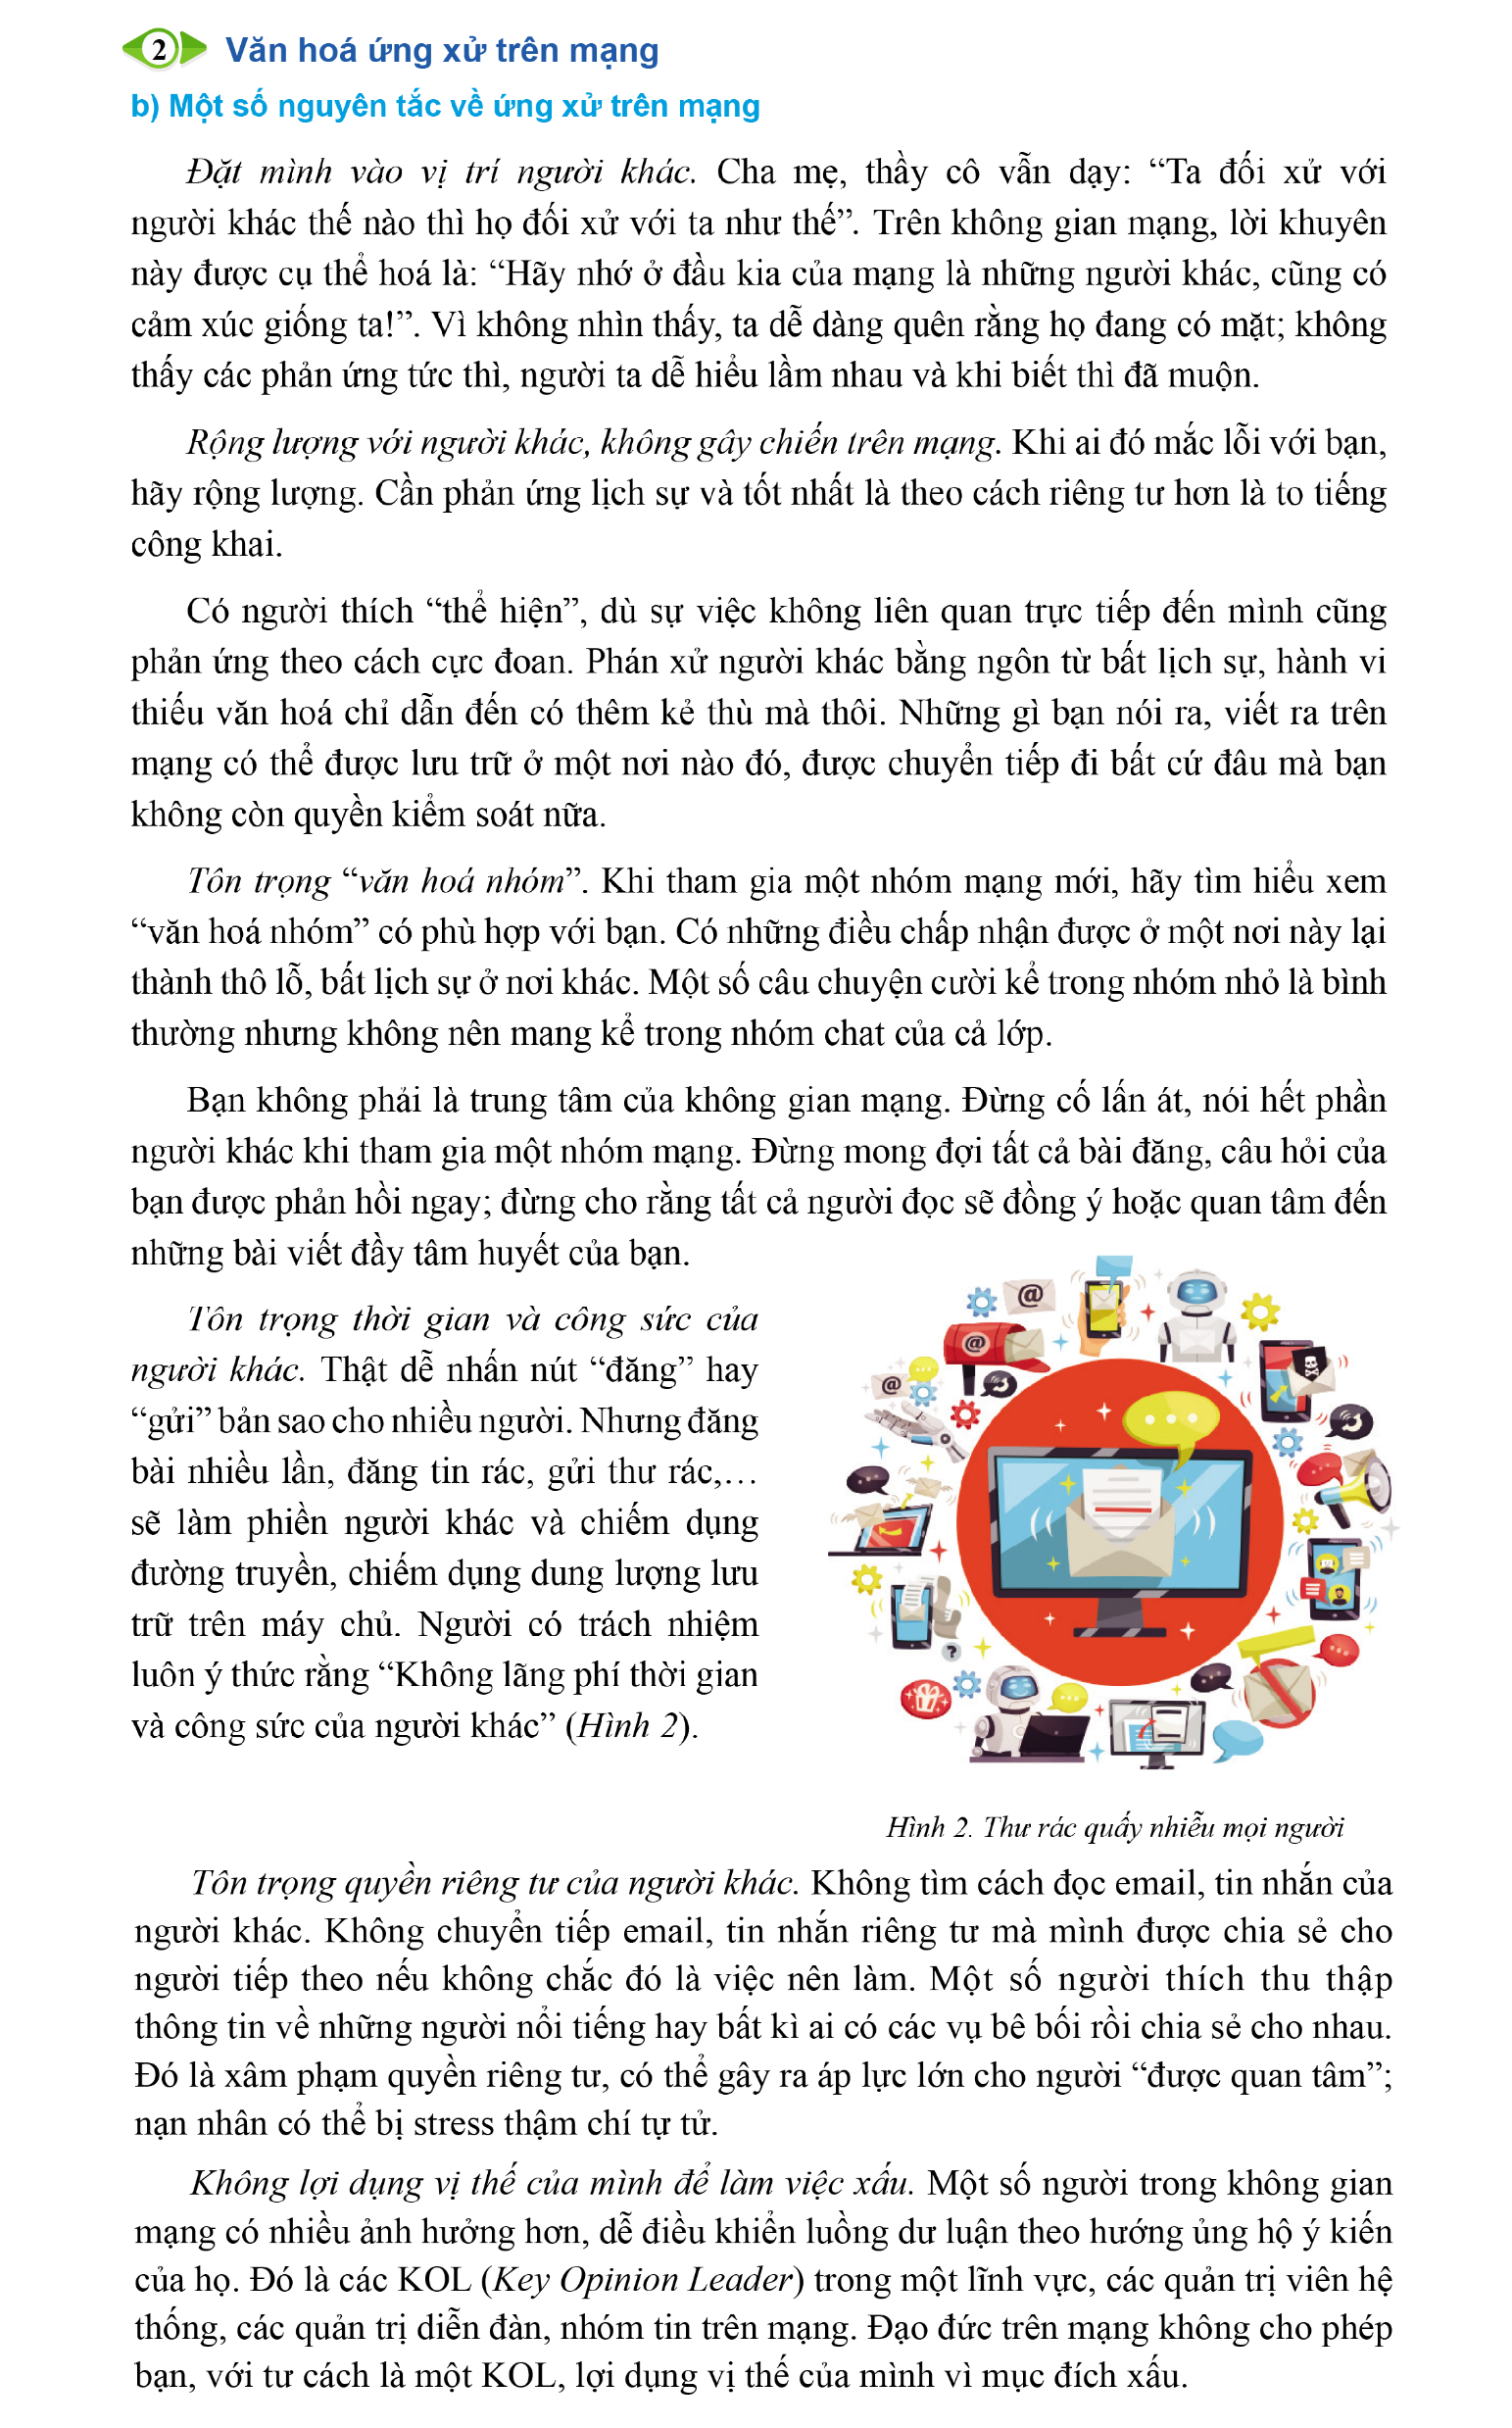 2 Văn hoá ứng xử trên mạng
b) Một số nguyên tắc về ứng xử trên mạng
Đặt mình vào vị trí người khác. Cha mẹ, thầy cô vẫn dạy: “Ta đối xử với
người khác thế nào thì họ đối xử với ta như thế”. Trên không gian mạng, lời khuyên
này được cụ thể hoá là: “Hãy nhớ ở đầu kia của mạng là những người khác, cũng có
cảm xúc giống ta!”. Vì không nhìn thấy, ta dễ dàng quên rằng họ đang có mặt; không
thấy các phản ứng tức thì, người ta dễ hiểu lầm nhau và khi biết thì đã muộn.
Rộng lượng với người khác, không gây chiến trên mạng. Khi ai đó mắc lỗi với bạn,
hãy rộng lượng. Cần phản ứng lịch sự và tốt nhất là theo cách riêng tư hơn là to tiếng
công khai.
Có người thích “thể hiện”, dù sự việc không liên quan trực tiếp đến mình cũng
phản ứng theo cách cực đoan. Phán xử người khác bằng ngôn từ bất lịch sự, hành vi
thiếu văn hoá chỉ dẫn đến có thêm kẻ thù mà thôi. Những gì bạn nói ra, viết ra trên
mạng có thể được lưu trữ ở một nơi nào đó, được chuyển tiếp đi bất cứ đâu mà bạn
không còn quyền kiểm soát nữa.
Tôn trọng “văn hoá nhóm”. Khi tham gia một nhóm mạng mới, hãy tìm hiểu xem
“văn hoá nhóm” có phù hợp với bạn. Có những điều chấp nhận được ở một nơi này lại
thành thô lỗ, bất lịch sự ở nơi khác. Một số câu chuyện cười kể trong nhóm nhỏ là bình
thường nhưng không nên mang kể trong nhóm chat của cả lớp.
Bạn không phải là trung tâm của không gian mạng. Đừng cố lấn át, nói hết phần
người khác khi tham gia một nhóm mạng. Đừng mong đợi tất cả bài đăng, câu hỏi của
bạn được phản hồi ngay; đừng cho rằng tất cả người đọc sẽ đồng ý hoặc quan tâm đến
những bài viết đầy tâm huyết của bạn.
Tôn trọng thời gian và công sức của
người khác. Thật dễ nhấn nút “đăng” hay
“gửi” bản sao cho nhiều người. Nhưng đăng
bài nhiều lần, đăng tin rác, gửi thư rác,...
sẽ làm phiền người khác và chiếm dụng
đường truyền, chiếm dụng dung lượng lưu
trữ trên máy chủ. Người có trách nhiệm
luôn ý thức rằng “Không lãng phí thời gian
và công sức của người khác” (Hình 2).
@
@
@
?
Hình 2. Thư rác quấy nhiễu mọi người
Tôn trọng quyền riêng tư của người khác. Không tìm cách đọc email, tin nhắn của
người khác. Không chuyển tiếp email, tin nhắn riêng tư mà mình được chia sẻ cho
người tiếp theo nếu không chắc đó là việc nên làm. Một số người thích thu thập
thông tin về những người nổi tiếng hay bất kì ai có các vụ bê bối rồi chia sẻ cho nhau.
Đó là xâm phạm quyền riêng tư, có thể gây ra áp lực lớn cho người “được quan tâm”;
nạn nhân có thể bị stress thậm chí tự tử.
Không lợi dụng vị thế của mình để làm việc xấu. Một số người trong không gian
mạng có nhiều ảnh hưởng hơn, dễ điều khiển luồng dư luận theo hướng ủng hộ ý kiến
của họ. Đó là các KOL (Key Opinion Leader) trong một lĩnh vực, các quản trị viên hệ
thống, các quản trị diễn đàn, nhóm tin trên mạng. Đạo đức trên mạng không cho phép
bạn, với tư cách là một KOL, lợi dụng vị thế của mình vì mục đích xấu.